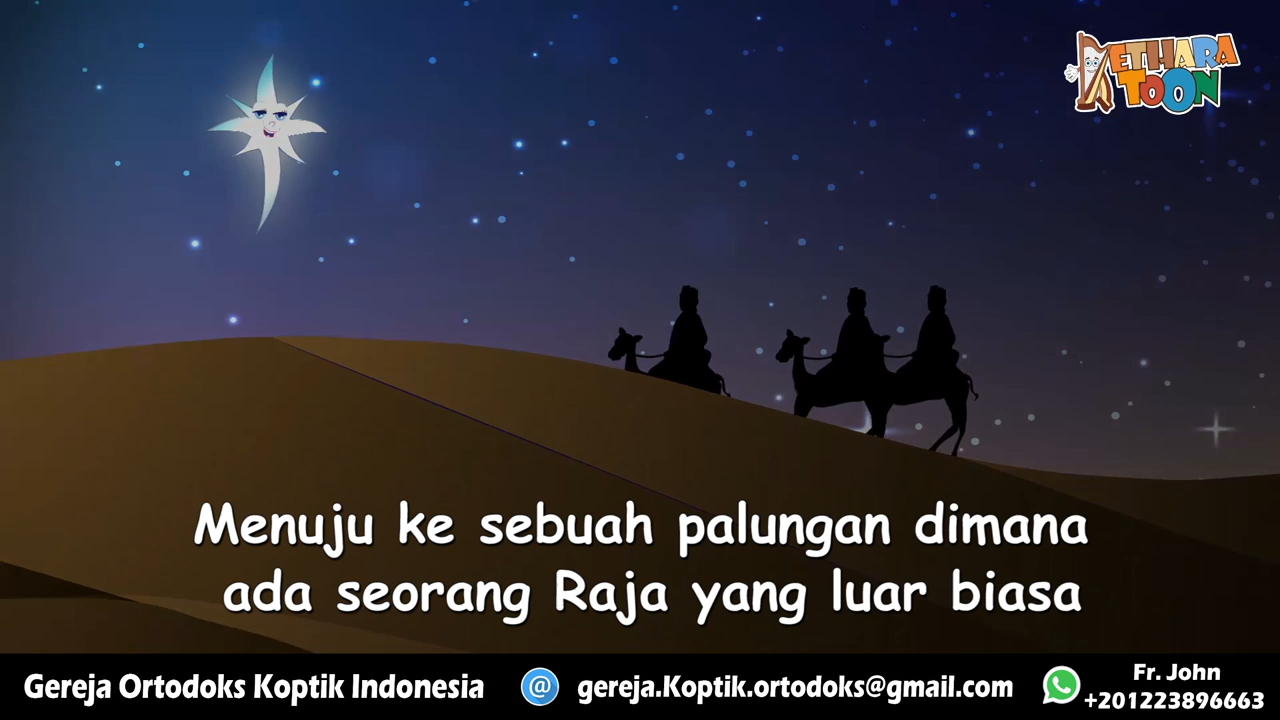 ETHARA
TOON
Menuju ke sebuah palungan dimana
ada seorang Raja yang luar biasa
Gereja Ortodoks Koptik Indonesia
@
gereja.Koptik.ortodoks@gmail.com
Fr. John
+201223896663